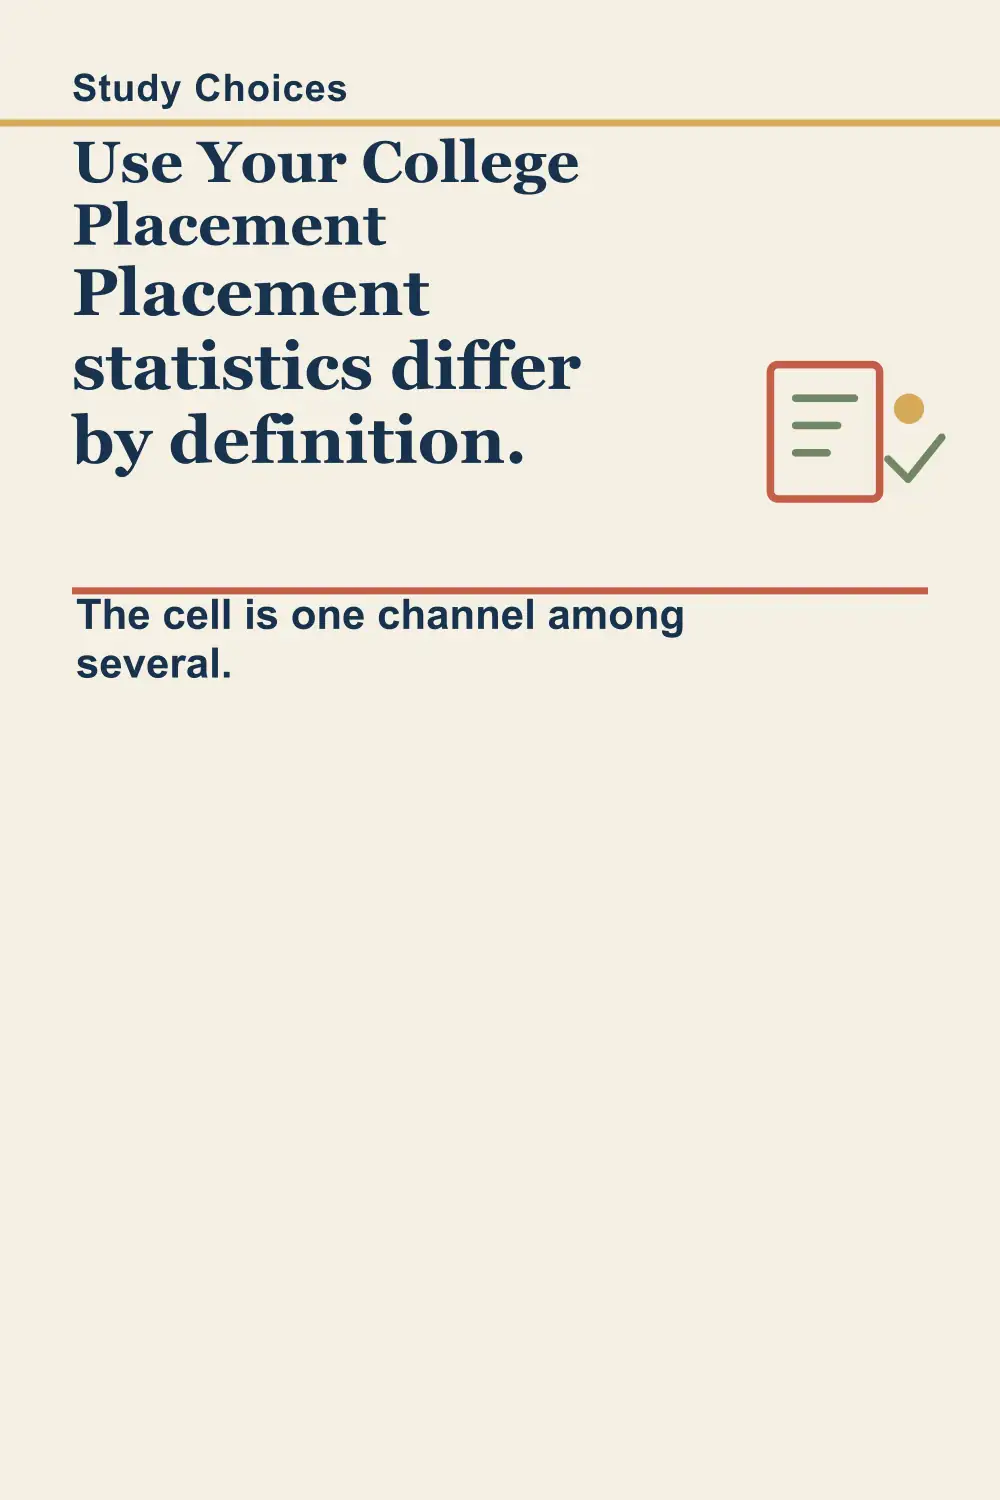 Study Choices
Use Your College
Placement
Placement
statistics differ
by definition.
The cell is one channel among
several.